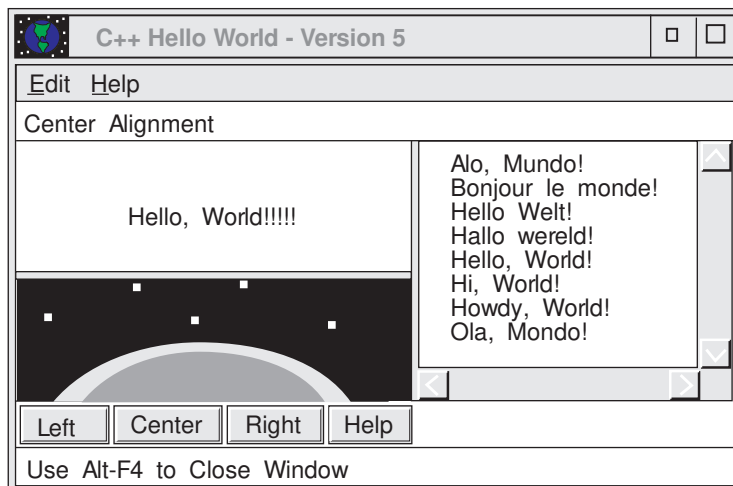 C++ Hello World - Version 5
Edit Help
Center Alignment
Hello, World!!!!!
Alo, Mundo!
Bonjour le monde!
Hello Welt!
Hallo wereld!
Hello, World!
Hi, World!
Howdy, World!
Ola, Mondo!
Left Center Right Help
Use Alt-F4 to Close Window